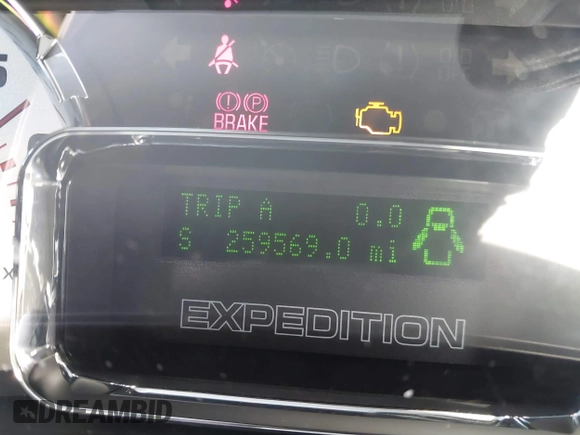 (!) (P)
BRAKE
TRIP A 0.0
S 259569.0 mi
EXPEDITION
DREAMBID